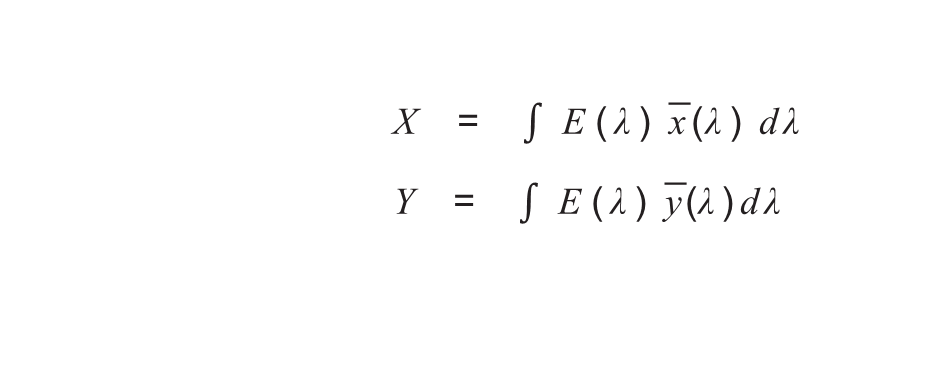 X = ∫ E (λ) x̅(λ) dλ
Y = ∫ E (λ) y̅(λ) dλ